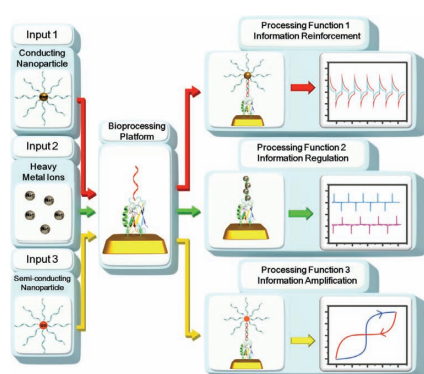 Input 1
Conducting
Nanoparticle
Input 2
Heavy
Metal Ions
Input 3
Semi-conducting
Nanoparticle
Bioprocessing
Platform
Processing Function 1
Information Reinforcement
Processing Function 2
Information Regulation
Processing Function 3
Information Amplification